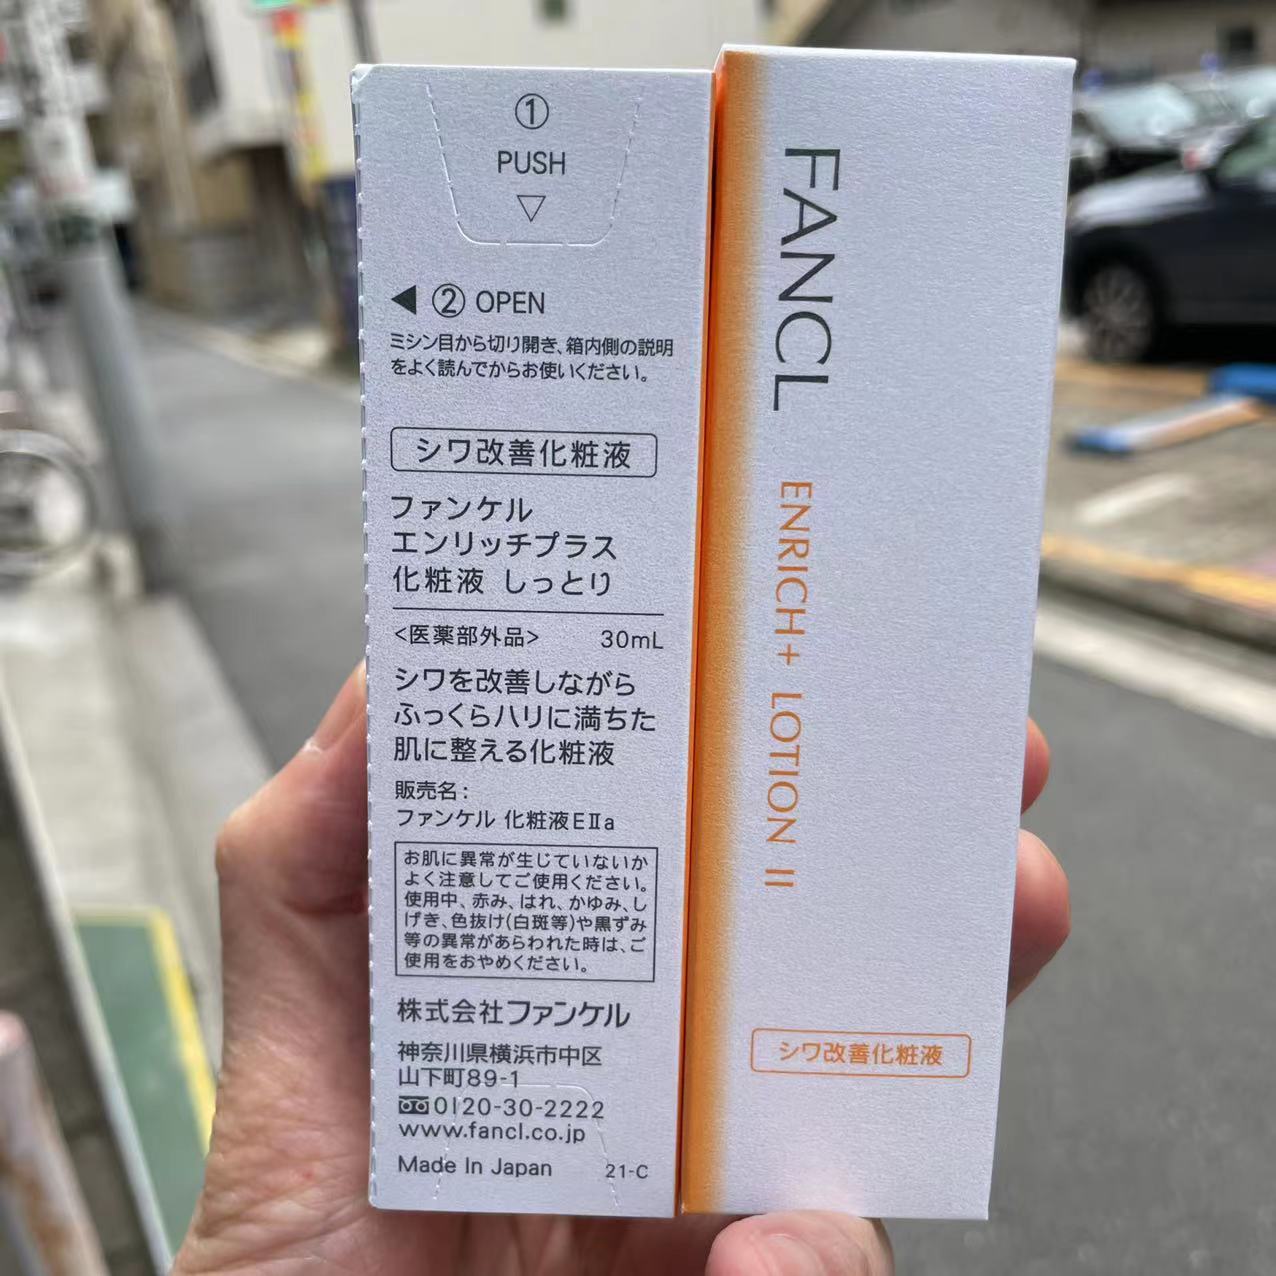 ①
PUSH
▽
◀ ② OPEN
ミシン目から切り開き、箱内側の説明
をよく読んでからお使いください。
シワ改善化粧液
ファンケル
エンリッチプラス
化粧液 しっとり
<医薬部外品> 30mL
シワを改善しながら
ふっくらハリに満ちた
肌に整える化粧液
販売名:
ファンケル 化粧液EⅡa
お肌に異常が生じていないか
よく注意してご使用ください。
使用中、赤み、はれ、かゆみ、し
げき、色抜け(白斑等)や黒ずみ
等の異常があらわれた時は、ご
使用をおやめください。
株式会社ファンケル
神奈川県横浜市中区
山下町89-1
0120-30-2222
www.fancl.co.jp
Made In Japan 21-C
FANCL
ENRICH+ LOTION II
シワ改善化粧液